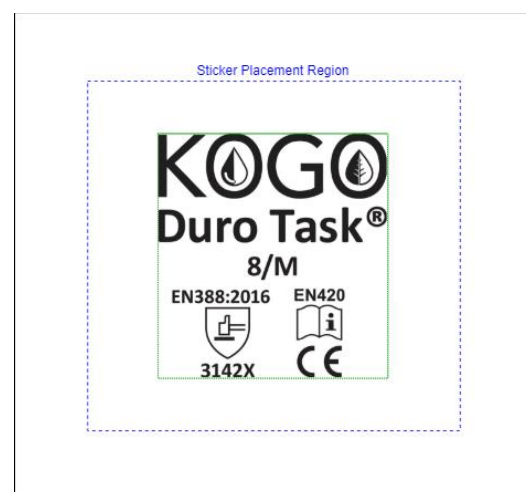 Sticker Placement Region
KOGO
Duro Task®
8/M
EN388:2016 EN420
i
3142X CE